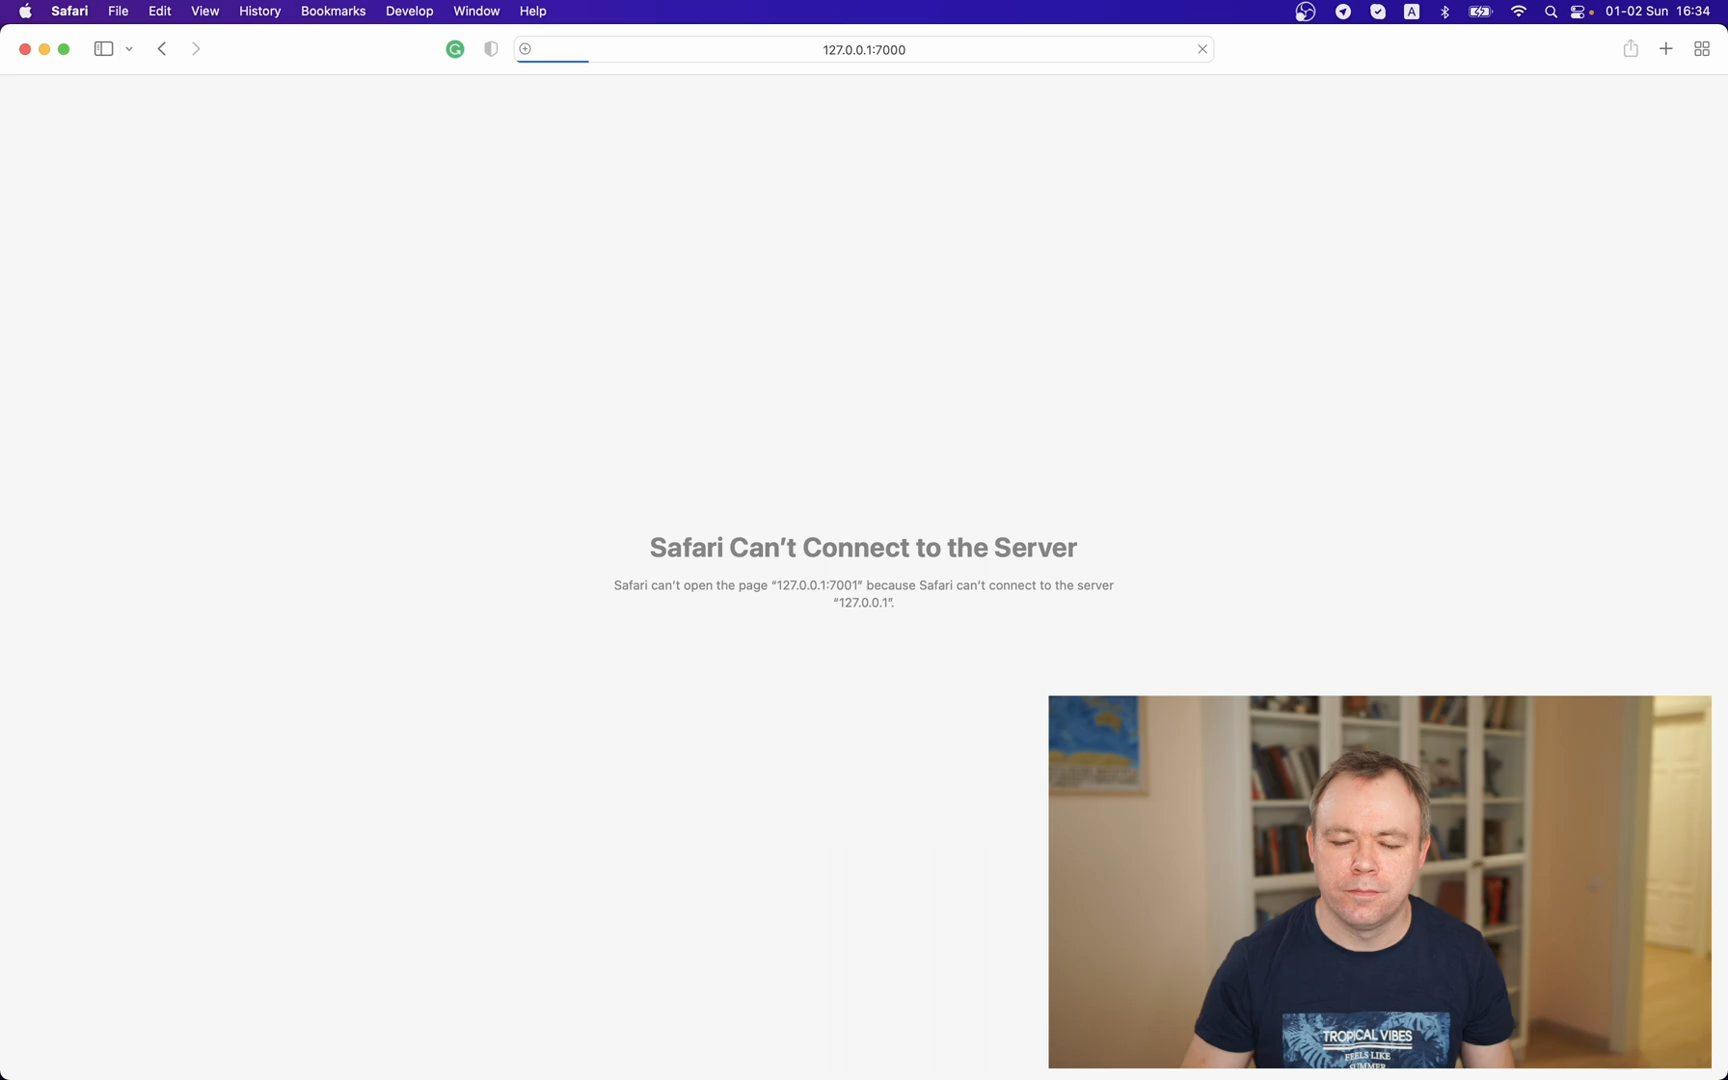 Safari File Edit View History Bookmarks Develop Window Help A 01-02 Sun 16:34
G 127.0.0.1:7000
Safari Can’t Connect to the Server
Safari can’t open the page “127.0.0.1:7001” because Safari can’t connect to the server
“127.0.0.1”.
TROPICAL VIBES
FEELS LIKE
SUMMER